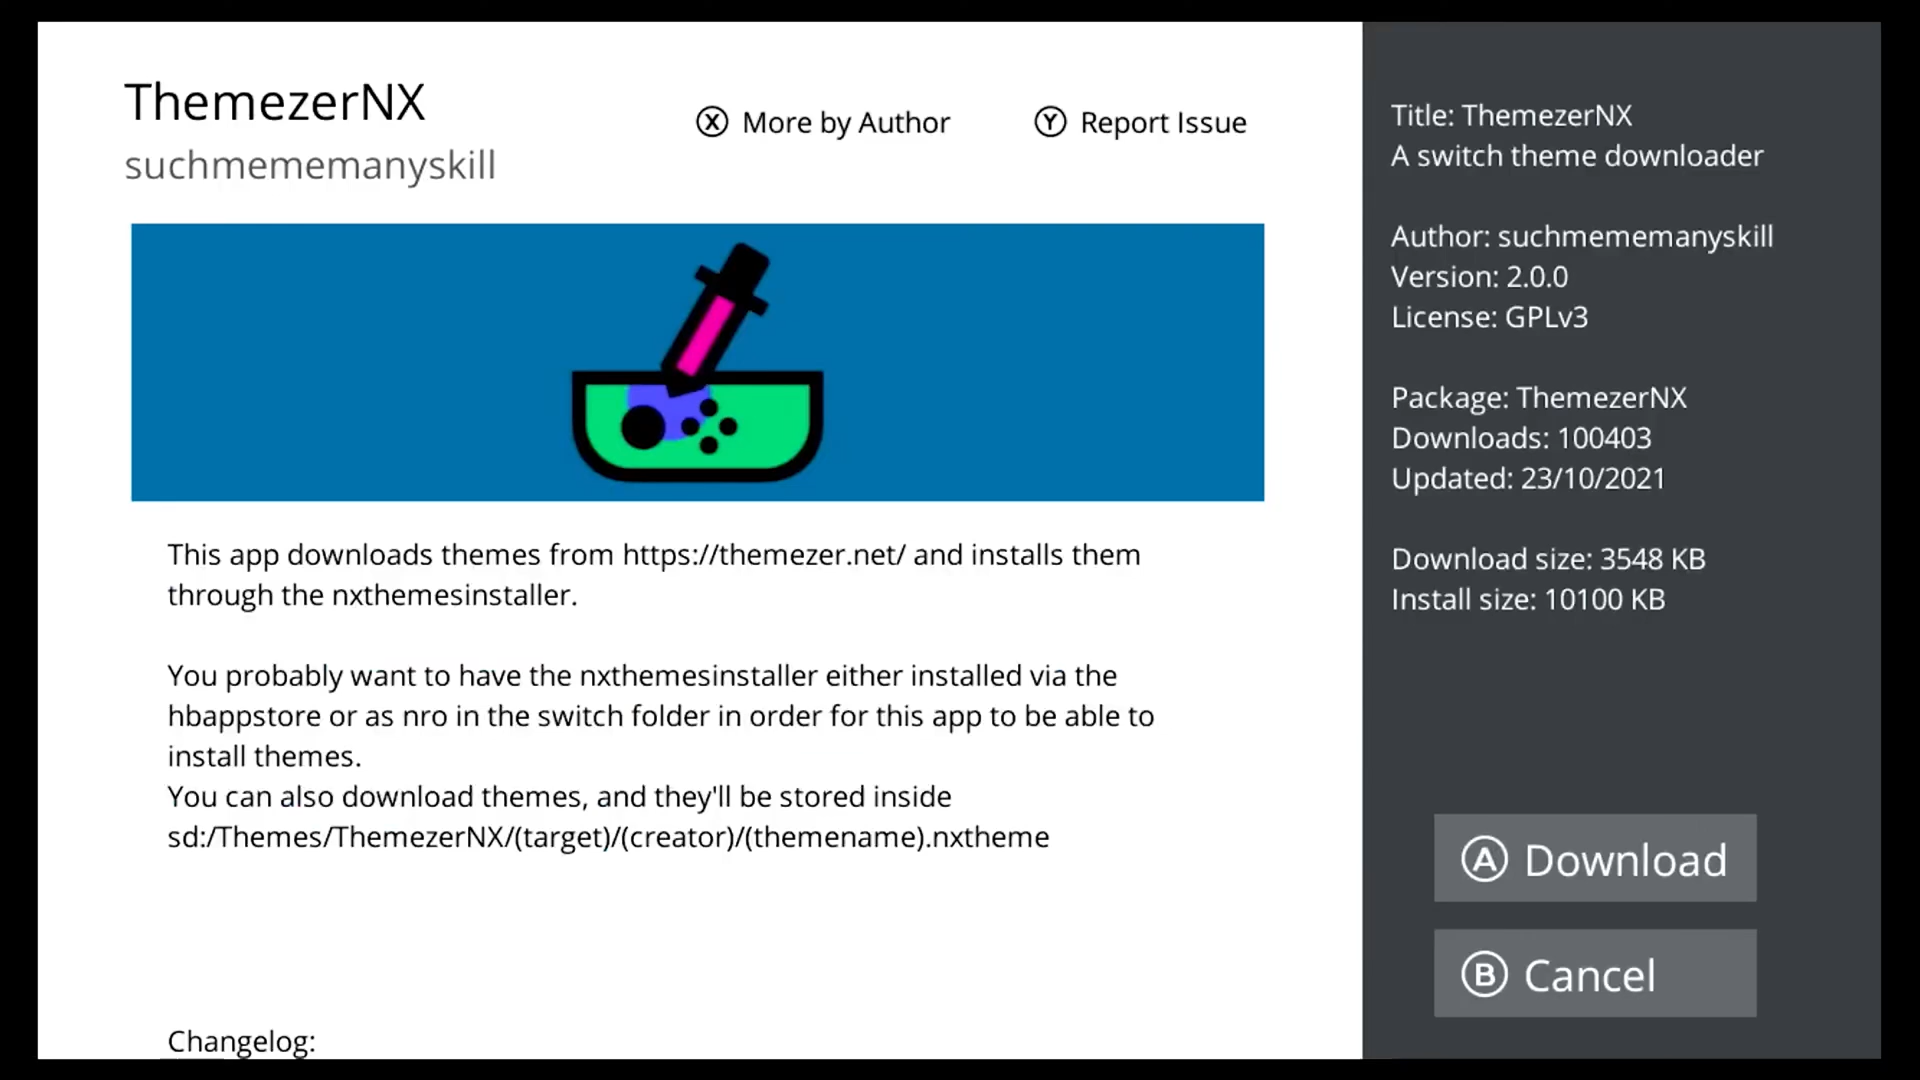 ThemezerNX
suchmememanyskill
X More by Author
Y Report Issue
This app downloads themes from https://themezer.net/ and installs them
through the nxthemesinstaller.
You probably want to have the nxthemesinstaller either installed via the
hbappstore or as nro in the switch folder in order for this app to be able to
install themes.
You can also download themes, and they'll be stored inside
sd:/Themes/ThemezerNX/(target)/(creator)/(themename).nxtheme
Changelog:
Title: ThemezerNX
A switch theme downloader
Author: suchmememanyskill
Version: 2.0.0
License: GPLv3
Package: ThemezerNX
Downloads: 100403
Updated: 23/10/2021
Download size: 3548 KB
Install size: 10100 KB
A Download
B Cancel